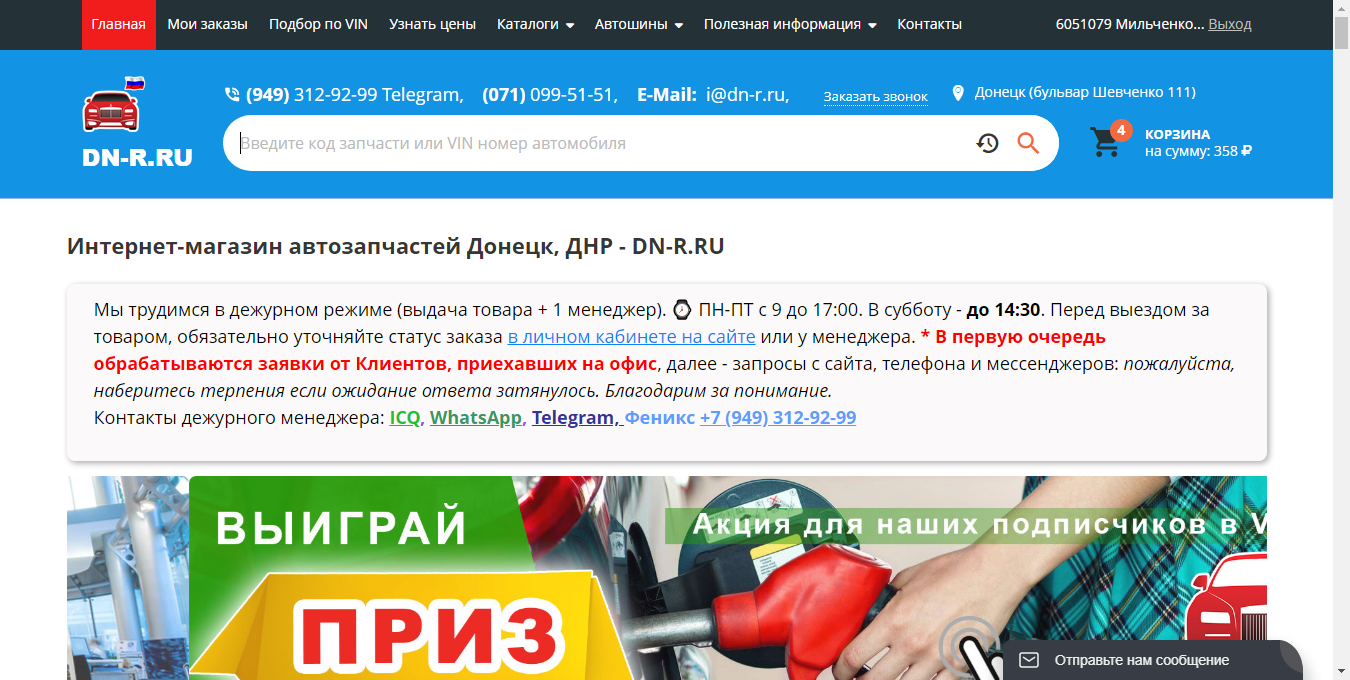 Главная Мои заказы Подбор по VIN Узнать цены Каталоги Автошины Полезная информация Контакты 6051079 Мильченко... Выход
(949) 312-92-99 Telegram, (071) 099-51-51, E-Mail: i@dn-r.ru, Заказать звонок Донецк (бульвар Шевченко 111)
DN-R.RU
Введите код запчасти или VIN номер автомобиля
4
КОРЗИНА
на сумму: 358 ₽
Интернет-магазин автозапчастей Донецк, ДНР - DN-R.RU
Мы трудимся в дежурном режиме (выдача товара + 1 менеджер). ⌚ ПН-ПТ с 9 до 17:00. В субботу - до 14:30. Перед выездом за
товаром, обязательно уточняйте статус заказа в личном кабинете на сайте или у менеджера. * В первую очередь
обрабатываются заявки от Клиентов, приехавших на офис, далее - запросы с сайта, телефона и мессенджеров: пожалуйста,
наберитесь терпения если ожидание ответа затянулось. Благодарим за понимание.
Контакты дежурного менеджера: ICQ, WhatsApp, Telegram, Феникс +7 (949) 312-92-99
ВЫИГРАЙ
Акция для наших подписчиков в V
ПРИЗ
Отправьте нам сообщение